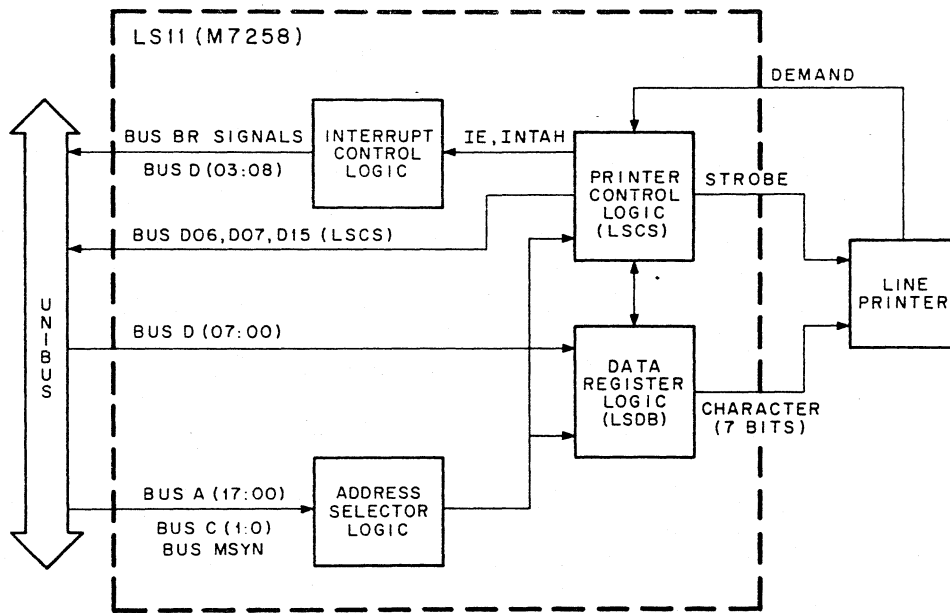 LS11 (M7258)
DEMAND
BUS BR SIGNALS
BUS D (03:08)
INTERRUPT
CONTROL
LOGIC
IE, INTAH
PRINTER
CONTROL
LOGIC
(LSCS)
STROBE
BUS D06, D07, D15 (LSCS)
LINE
PRINTER
UNIBUS
BUS D (07:00)
DATA
REGISTER
LOGIC
(LSDB)
CHARACTER
(7 BITS)
BUS A (17:00)
BUS C (1:0)
BUS MSYN
ADDRESS
SELECTOR
LOGIC